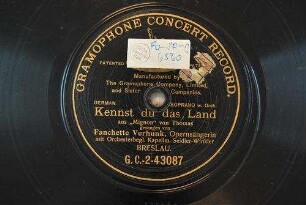 GRAMOPHONE CONCERT RECORD.
PATENTED
Manufactured by
The Gramophone Company, Limited,
and Sister Companies.
GERMAN SOPRANO w. Orch
Kennst du das Land
aus „Mignon" von Thomas
gesungen von
Fanchette Verhunk, Opernsängerin
mit Orchesterbegl. Kapellm. Seidler-Winkler
BRESLAU.
G.C.-2-43087